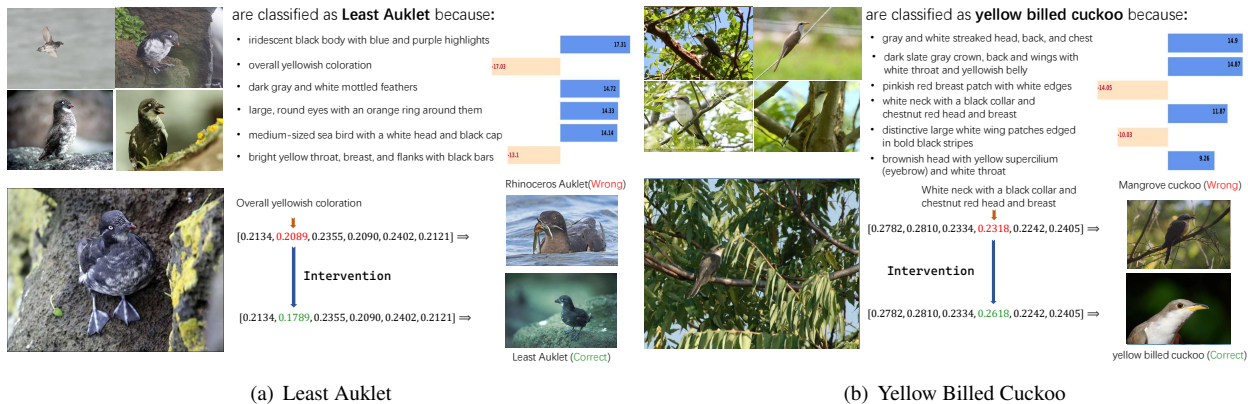 are classified as Least Auklet because:
• iridescent black body with blue and purple highlights
17.31
• overall yellowish coloration
-17.03
• dark gray and white mottled feathers
14.72
• large, round eyes with an orange ring around them
14.33
• medium-sized sea bird with a white head and black cap
14.14
• bright yellow throat, breast, and flanks with black bars
-13.1
Rhinoceros Auklet(Wrong)
Overall yellowish coloration
[0.2134, 0.2089, 0.2355, 0.2090, 0.2402, 0.2121] ⟹
Intervention
[0.2134, 0.1789, 0.2355, 0.2090, 0.2402, 0.2121] ⟹
Least Auklet (Correct)
(a) Least Auklet
are classified as yellow billed cuckoo because:
• gray and white streaked head, back, and chest
14.9
• dark slate gray crown, back and wings with
white throat and yellowish belly
14.87
• pinkish red breast patch with white edges
-14.05
• white neck with a black collar and
chestnut red head and breast
11.87
• distinctive large white wing patches edged
in bold black stripes
-10.03
• brownish head with yellow supercilium
(eyebrow) and white throat
9.26
Mangrove cuckoo (Wrong)
White neck with a black collar and
chestnut red head and breast
[0.2782, 0.2810, 0.2334, 0.2318, 0.2242, 0.2405] ⟹
Intervention
[0.2782, 0.2810, 0.2334, 0.2618, 0.2242, 0.2405] ⟹
yellow billed cuckoo (Correct)
(b) Yellow Billed Cuckoo